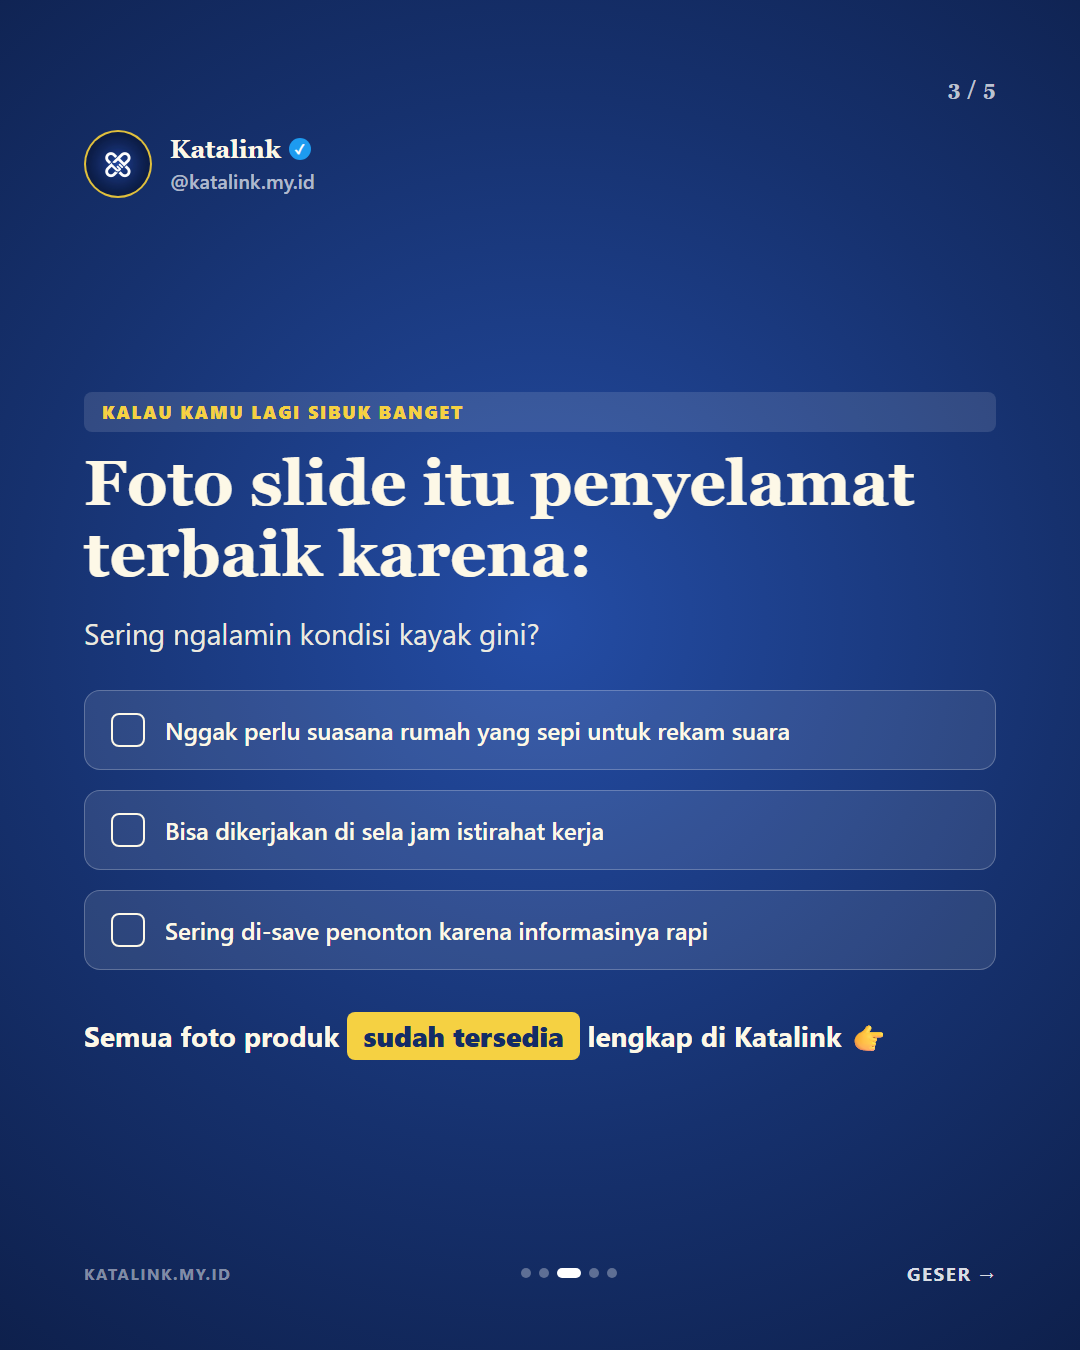 3 / 5
Katalink
@katalink.my.id
KALAU KAMU LAGI SIBUK BANGET
Foto slide itu penyelamat
terbaik karena:
Sering ngalamin kondisi kayak gini?
Nggak perlu suasana rumah yang sepi untuk rekam suara
Bisa dikerjakan di sela jam istirahat kerja
Sering di-save penonton karena informasinya rapi
Semua foto produk sudah tersedia lengkap di Katalink 👉
KATALINK.MY.ID
GESER →